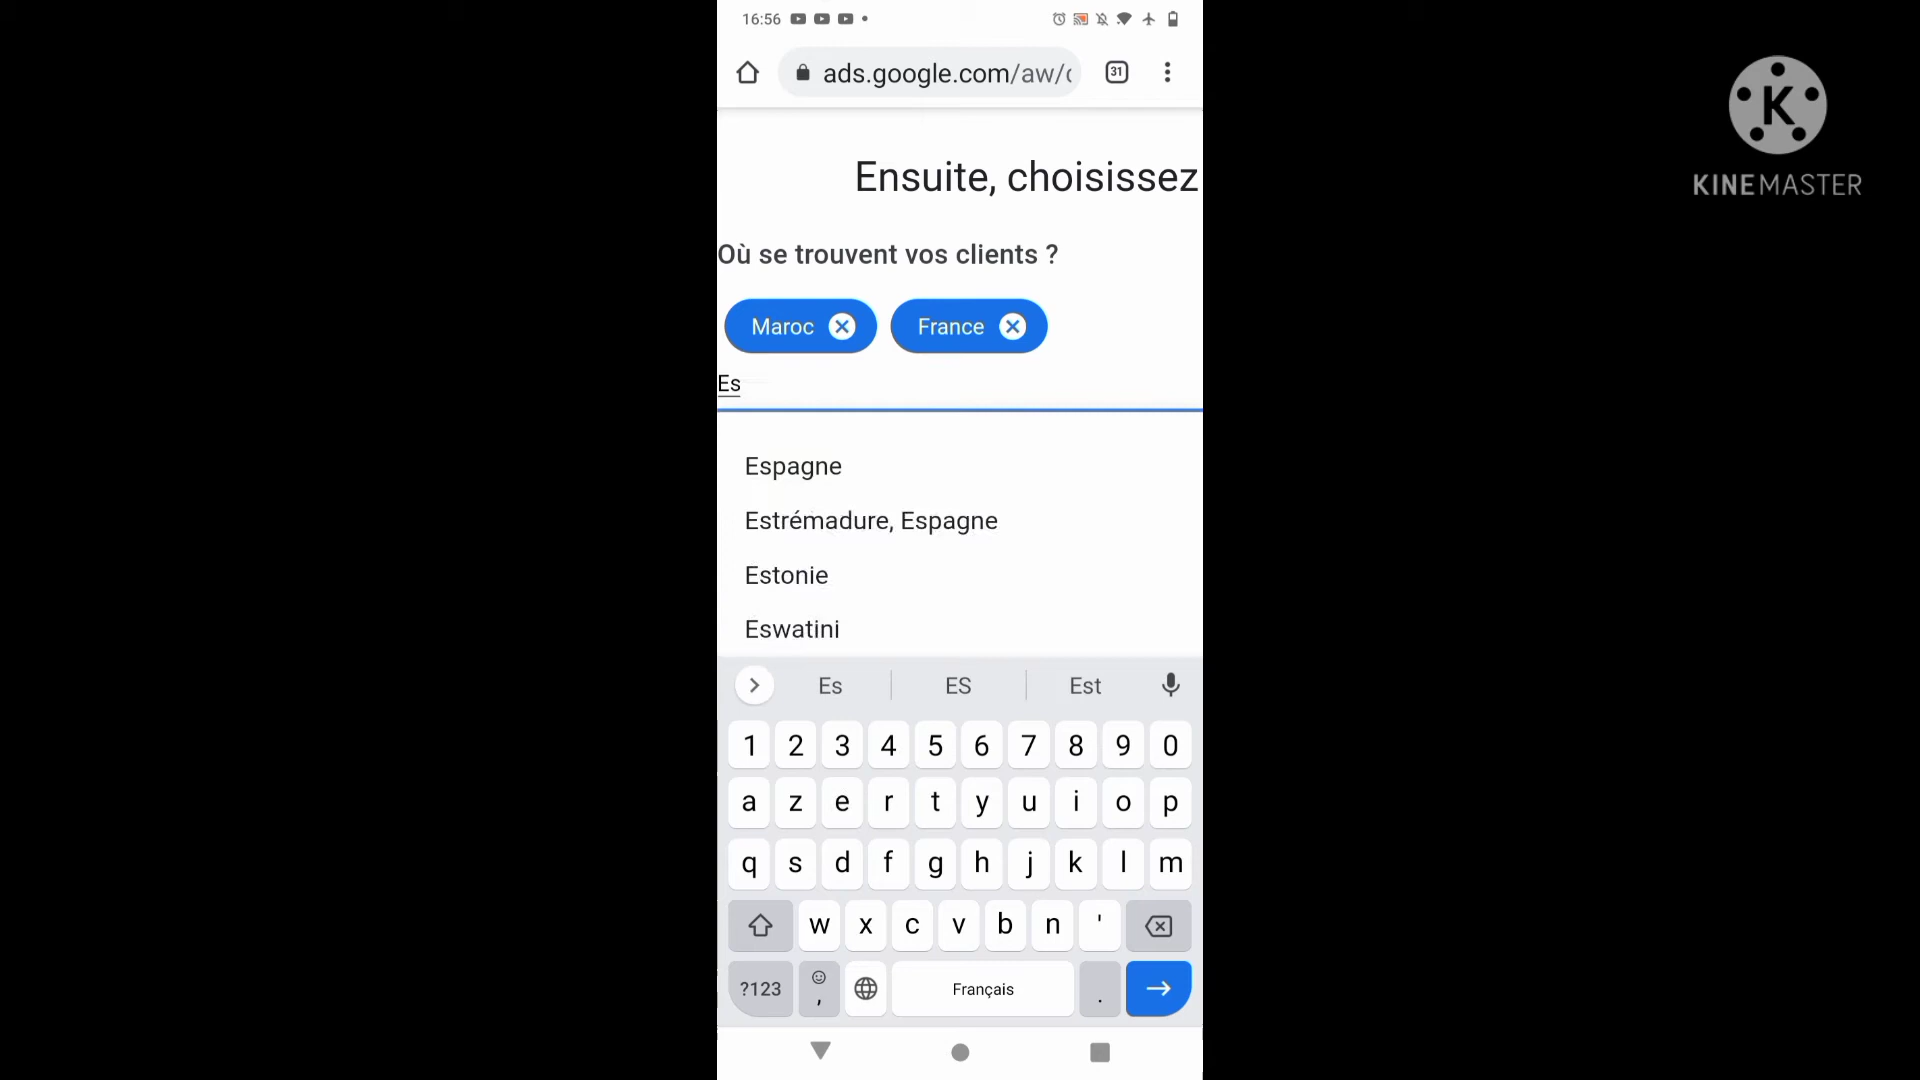 16:56
ads.google.com/aw/
31
K
KINEMASTER
Ensuite, choisissez
Où se trouvent vos clients ?
Maroc France
Es
Espagne
Estrémadure, Espagne
Estonie
Eswatini
Es ES Est
1 2 3 4 5 6 7 8 9 0
a z e r t y u i o p
q s d f g h j k l m
w x c v b n '
?123 , Français .